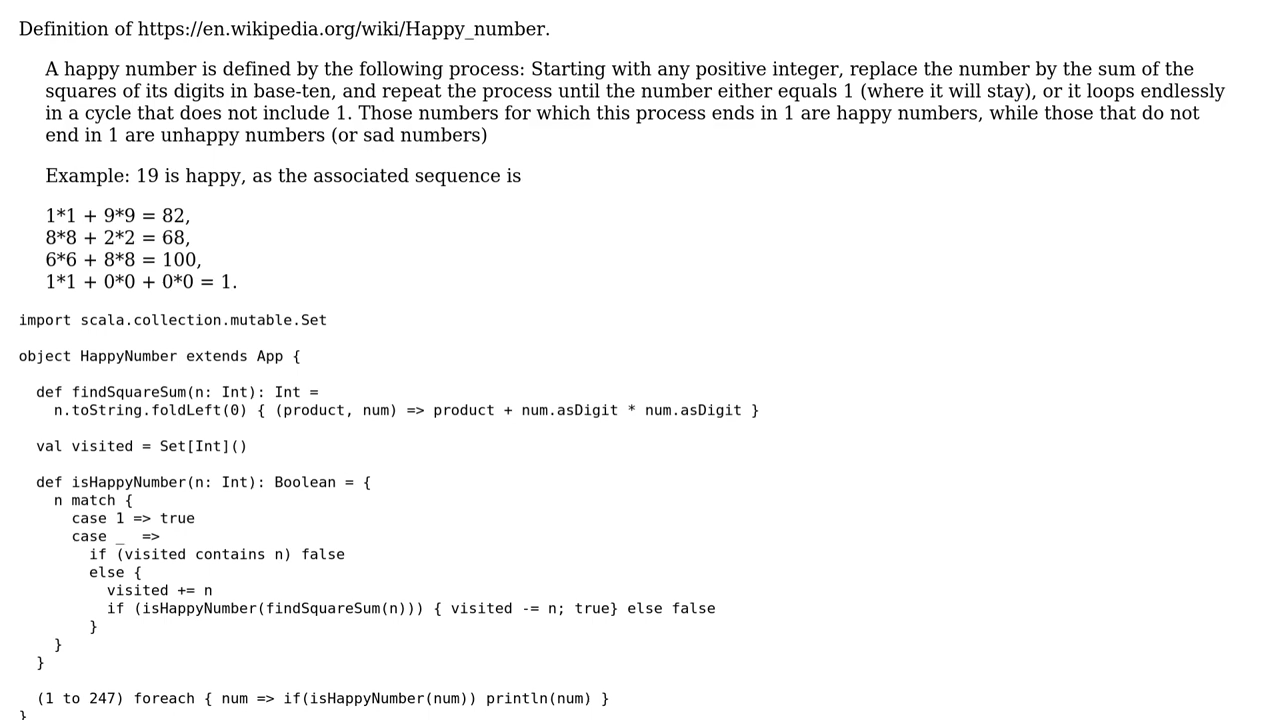 Definition of https://en.wikipedia.org/wiki/Happy_number.
A happy number is defined by the following process: Starting with any positive integer, replace the number by the sum of the
squares of its digits in base-ten, and repeat the process until the number either equals 1 (where it will stay), or it loops endlessly
in a cycle that does not include 1. Those numbers for which this process ends in 1 are happy numbers, while those that do not
end in 1 are unhappy numbers (or sad numbers)
Example: 19 is happy, as the associated sequence is
1*1 + 9*9 = 82,
8*8 + 2*2 = 68,
6*6 + 8*8 = 100,
1*1 + 0*0 + 0*0 = 1.
import scala.collection.mutable.Set
object HappyNumber extends App {
  def findSquareSum(n: Int): Int =
    n.toString.foldLeft(0) { (product, num) => product + num.asDigit * num.asDigit }
  val visited = Set[Int]()
  def isHappyNumber(n: Int): Boolean = {
    n match {
      case 1 => true
      case _  =>
        if (visited contains n) false
        else {
          visited += n
          if (isHappyNumber(findSquareSum(n))) { visited -= n; true} else false
        }
    }
  }
  (1 to 247) foreach { num => if(isHappyNumber(num)) println(num) }
}